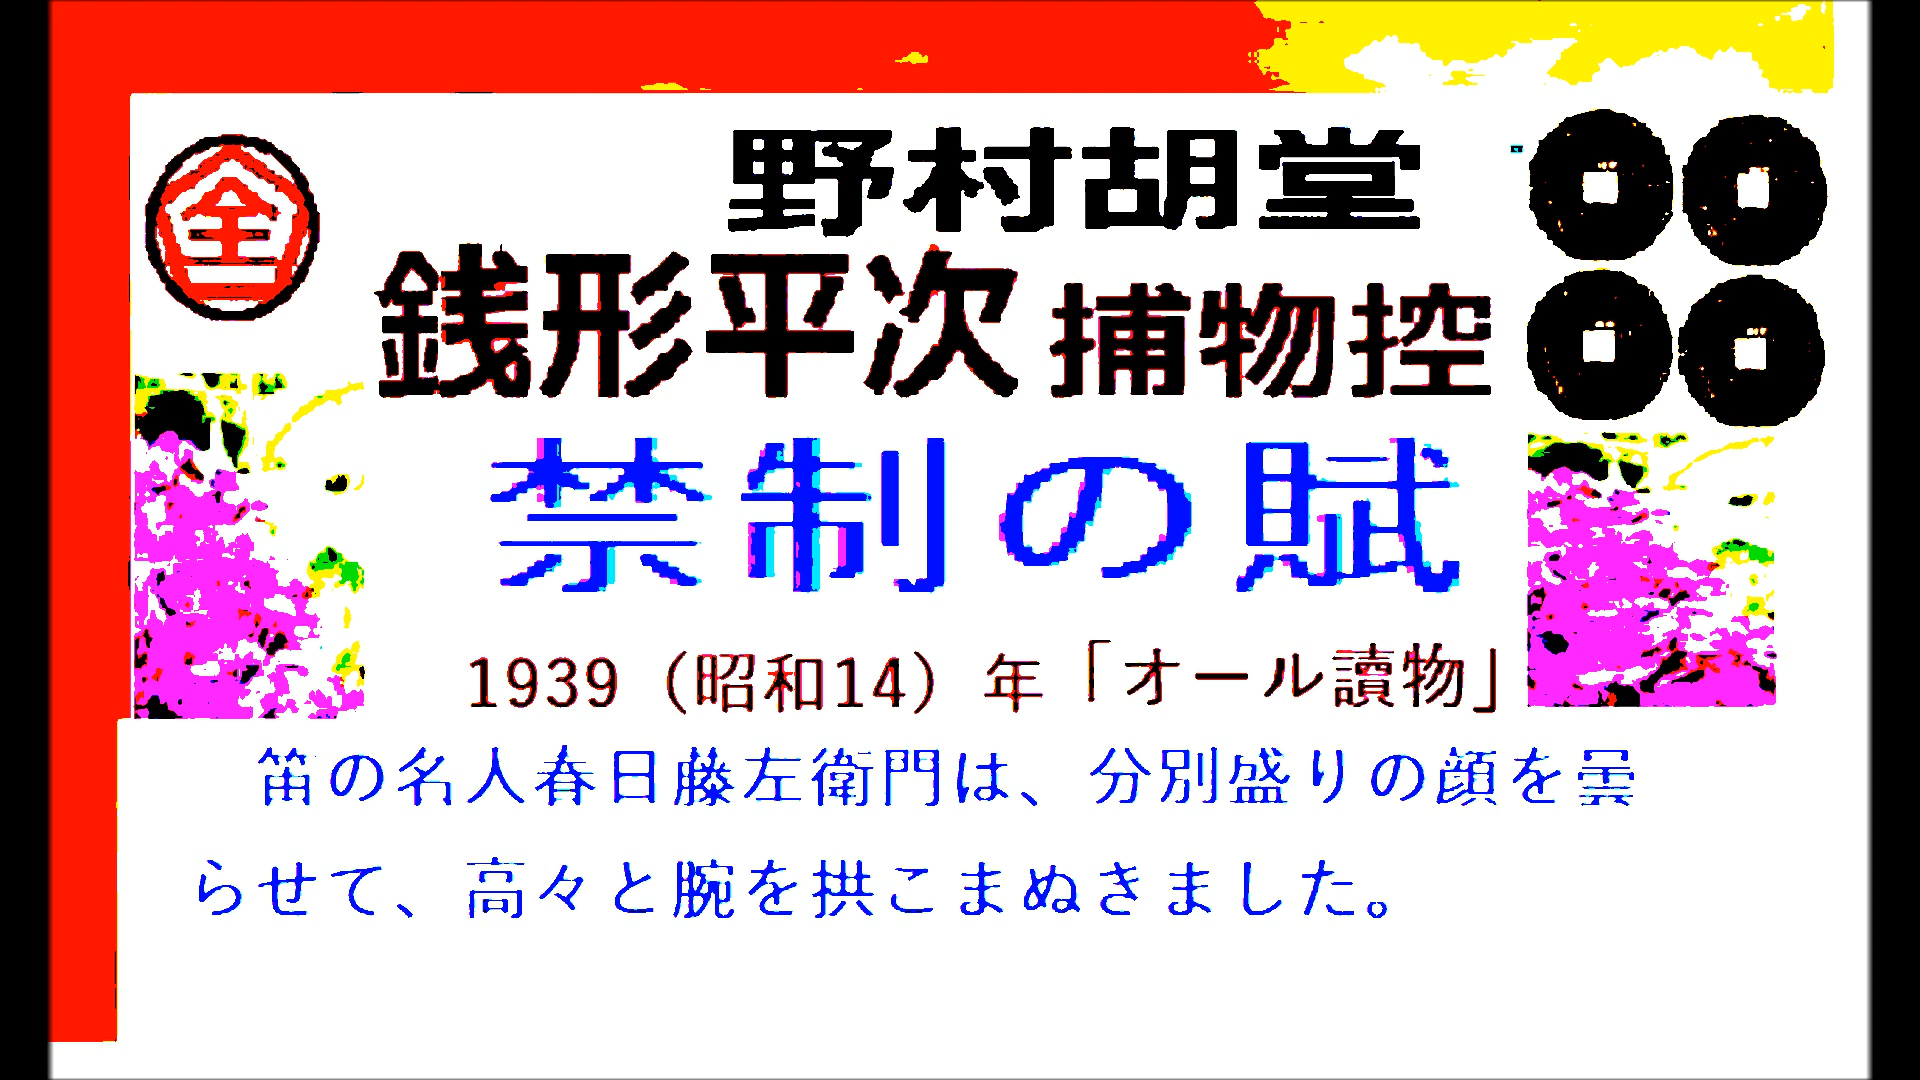 野村胡堂
銭形平次 捕物控
禁制の賦
1939（昭和14）年「オール讀物」
笛の名人春日藤左衛門は、分別盛りの顔を曇
らせて、高々と腕を拱こまぬきました。